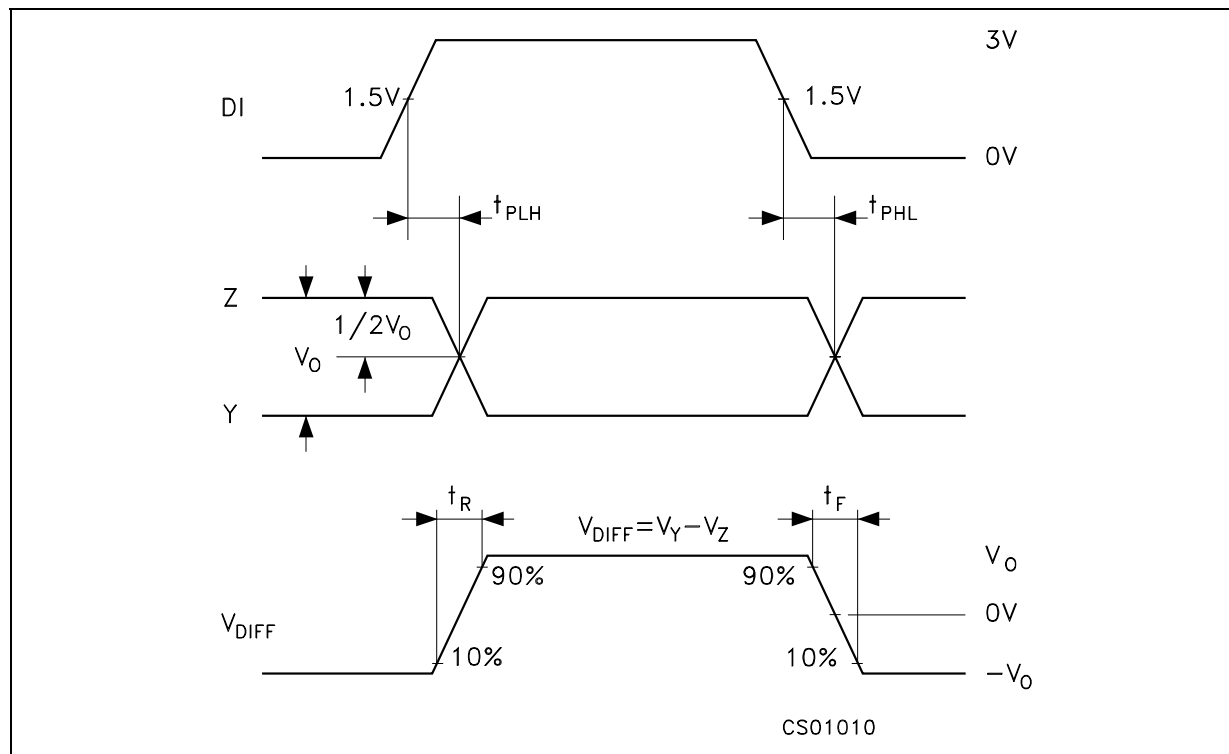 3V
1.5V
1.5V
DI
0V
tPLH
tPHL
Z
1/2VO
VO
Y
tR
tF
VDIFF=VY-VZ
VO
90%
90%
0V
VDIFF
10%
10%
-VO
CS01010